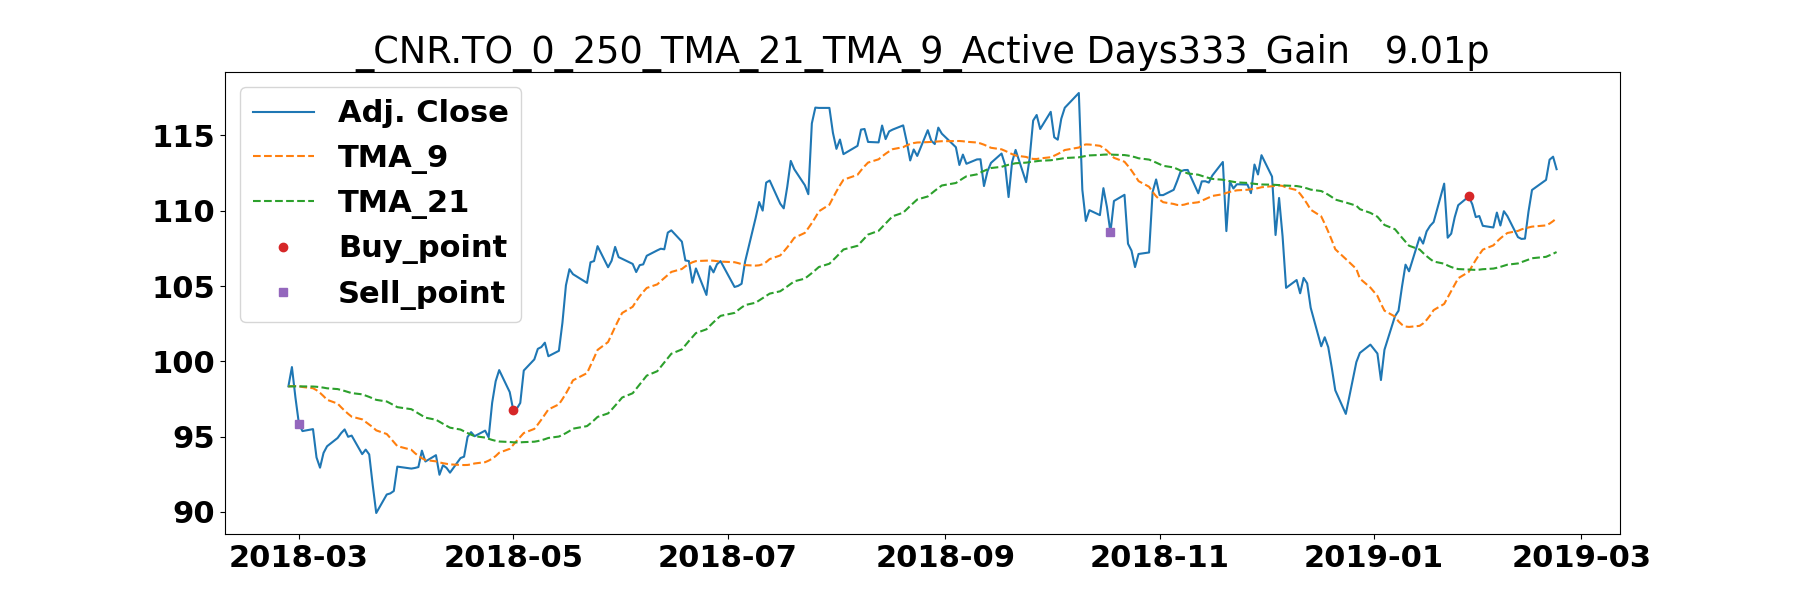 _CNR.TO_0_250_TMA_21_TMA_9_Active Days333_Gain   9.01p
Adj. Close
TMA_9
TMA_21
Buy_point
Sell_point
115
110
105
100
95
90
2018-03
2018-05
2018-07
2018-09
2018-11
2019-01
2019-03